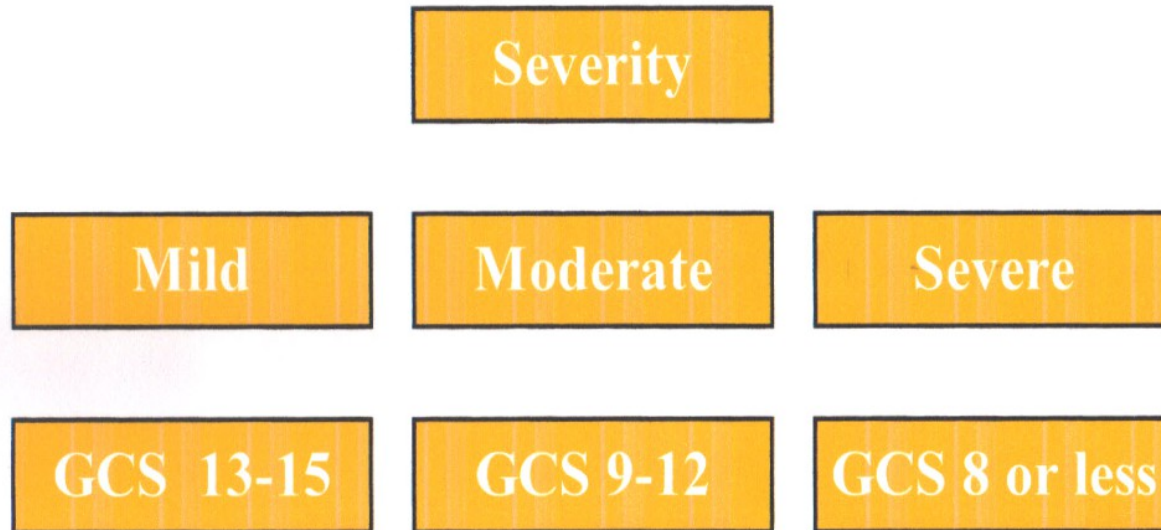 Severity
Mild
Moderate
Severe
GCS 13-15
GCS 9-12
GCS 8 or less